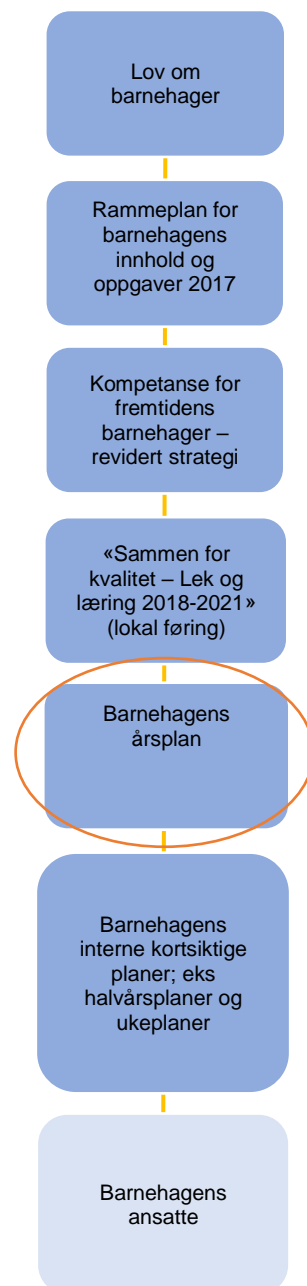 Lov om
barnehager
Rammeplan for
barnehagens
innhold og
oppgaver 2017
Kompetanse for
fremtidens
barnehager –
revidert strategi
«Sammen for
kvalitet – Lek og
læring 2018-2021»
(lokal føring)
Barnehagens
årsplan
Barnehagens
interne kortsiktige
planer; eks
halvårsplaner og
ukeplaner
Barnehagens
ansatte